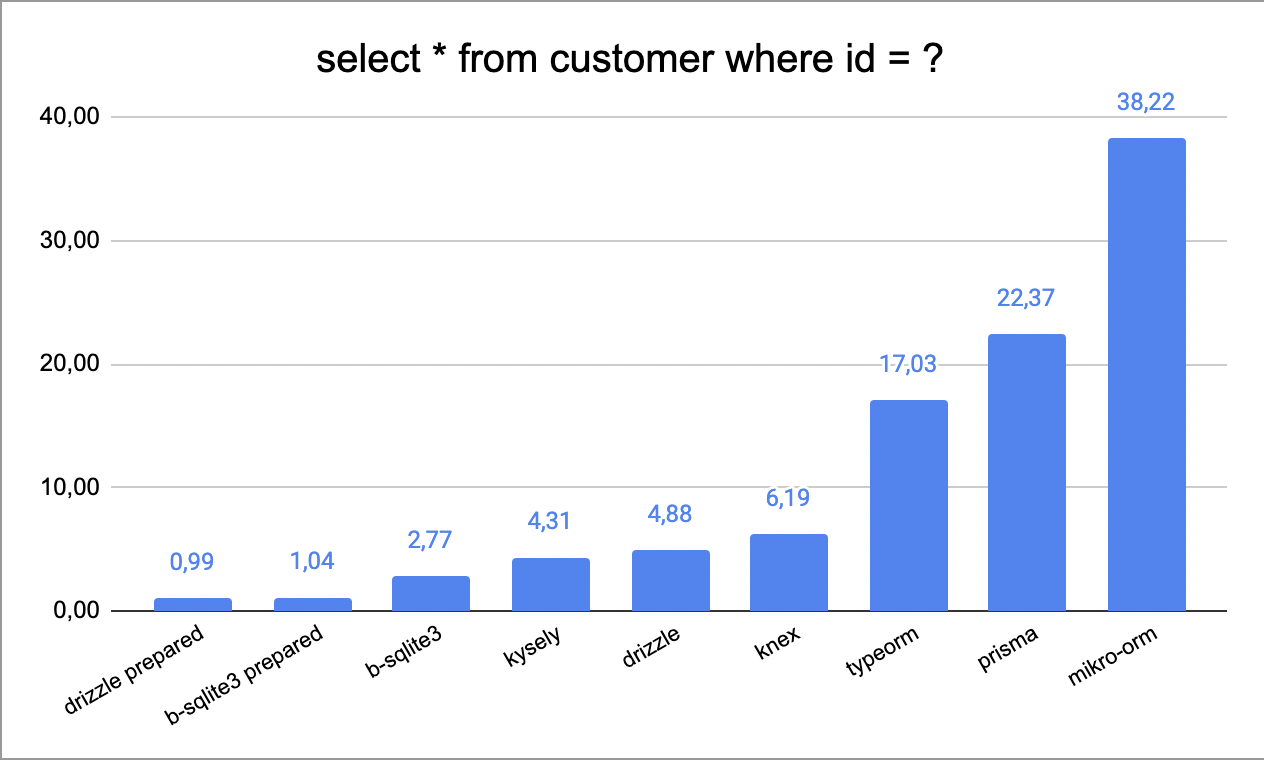 select * from customer where id = ?
40,00
30,00
20,00
10,00
0,00
0,99
1,04
2,77
4,31
4,88
6,19
17,03
22,37
38,22
drizzle prepared
b-sqlite3 prepared
b-sqlite3
kysely
drizzle
knex
typeorm
prisma
mikro-orm